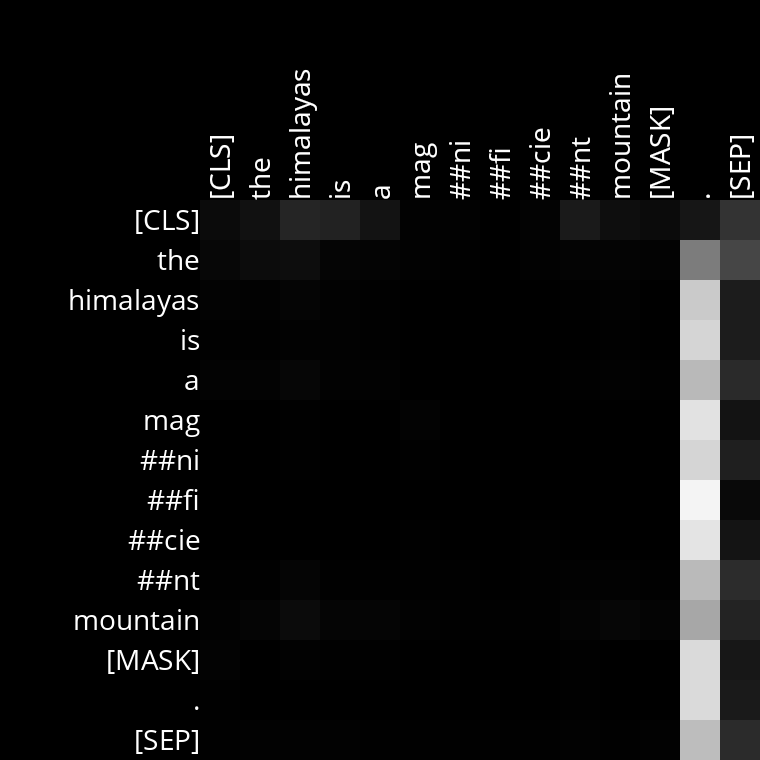 [CLS] the himalayas is a mag ##ni ##fi ##cie ##nt mountain [MASK] . [SEP]
[CLS]
the
himalayas
is
a
mag
##ni
##fi
##cie
##nt
mountain
[MASK]
.
[SEP]